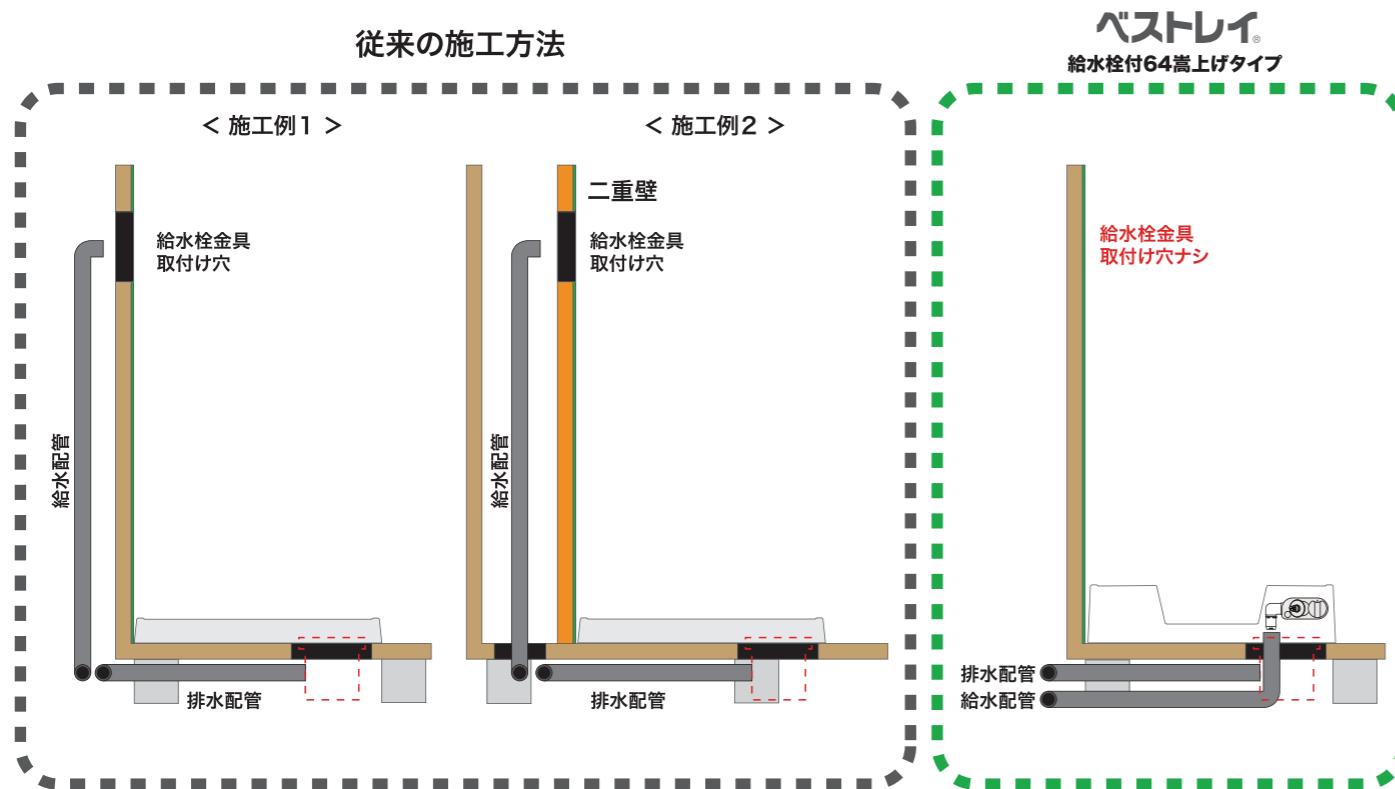 従来の施工方法
ベストレイ®
給水栓付64嵩上げタイプ
< 施工例1 >
< 施工例2 >
二重壁
給水栓金具
取付け穴
給水栓金具
取付け穴
給水栓金具
取付け穴ナシ
給水配管
給水配管
排水配管
排水配管
排水配管
給水配管